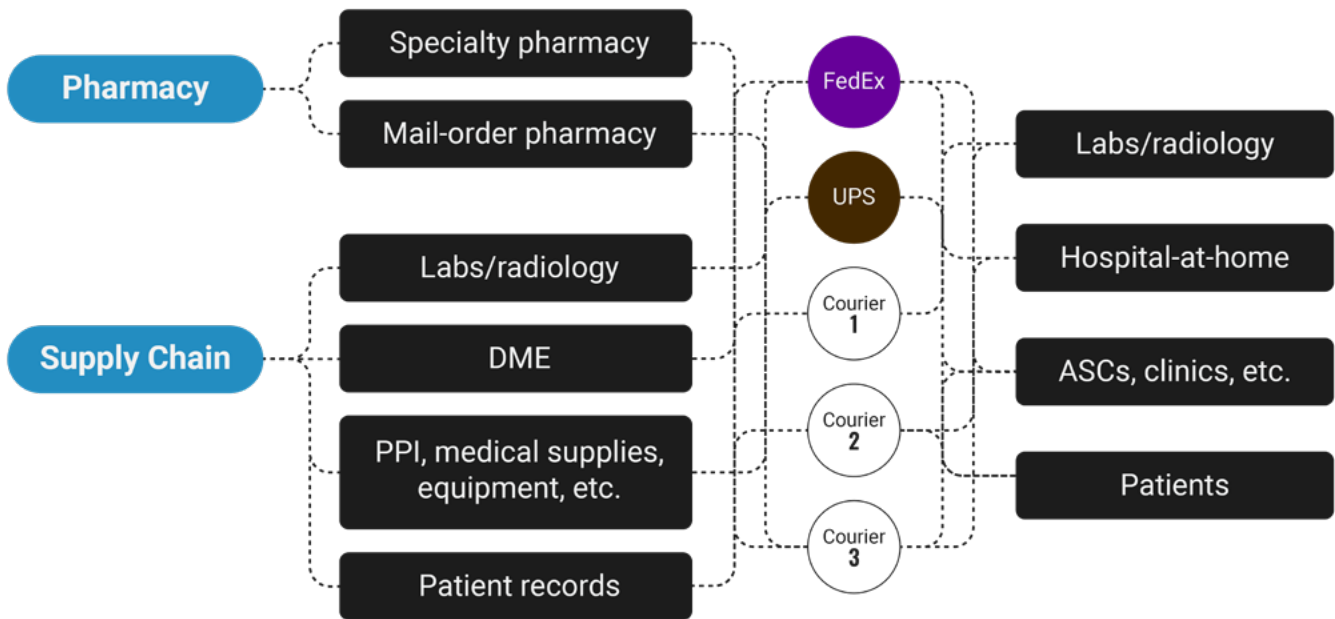 Pharmacy
Specialty pharmacy
Mail-order pharmacy
Supply Chain
Labs/radiology
DME
PPI, medical supplies,
equipment, etc.
Patient records
FedEx
UPS
Courier
1
Courier
2
Courier
3
Labs/radiology
Hospital-at-home
ASCs, clinics, etc.
Patients